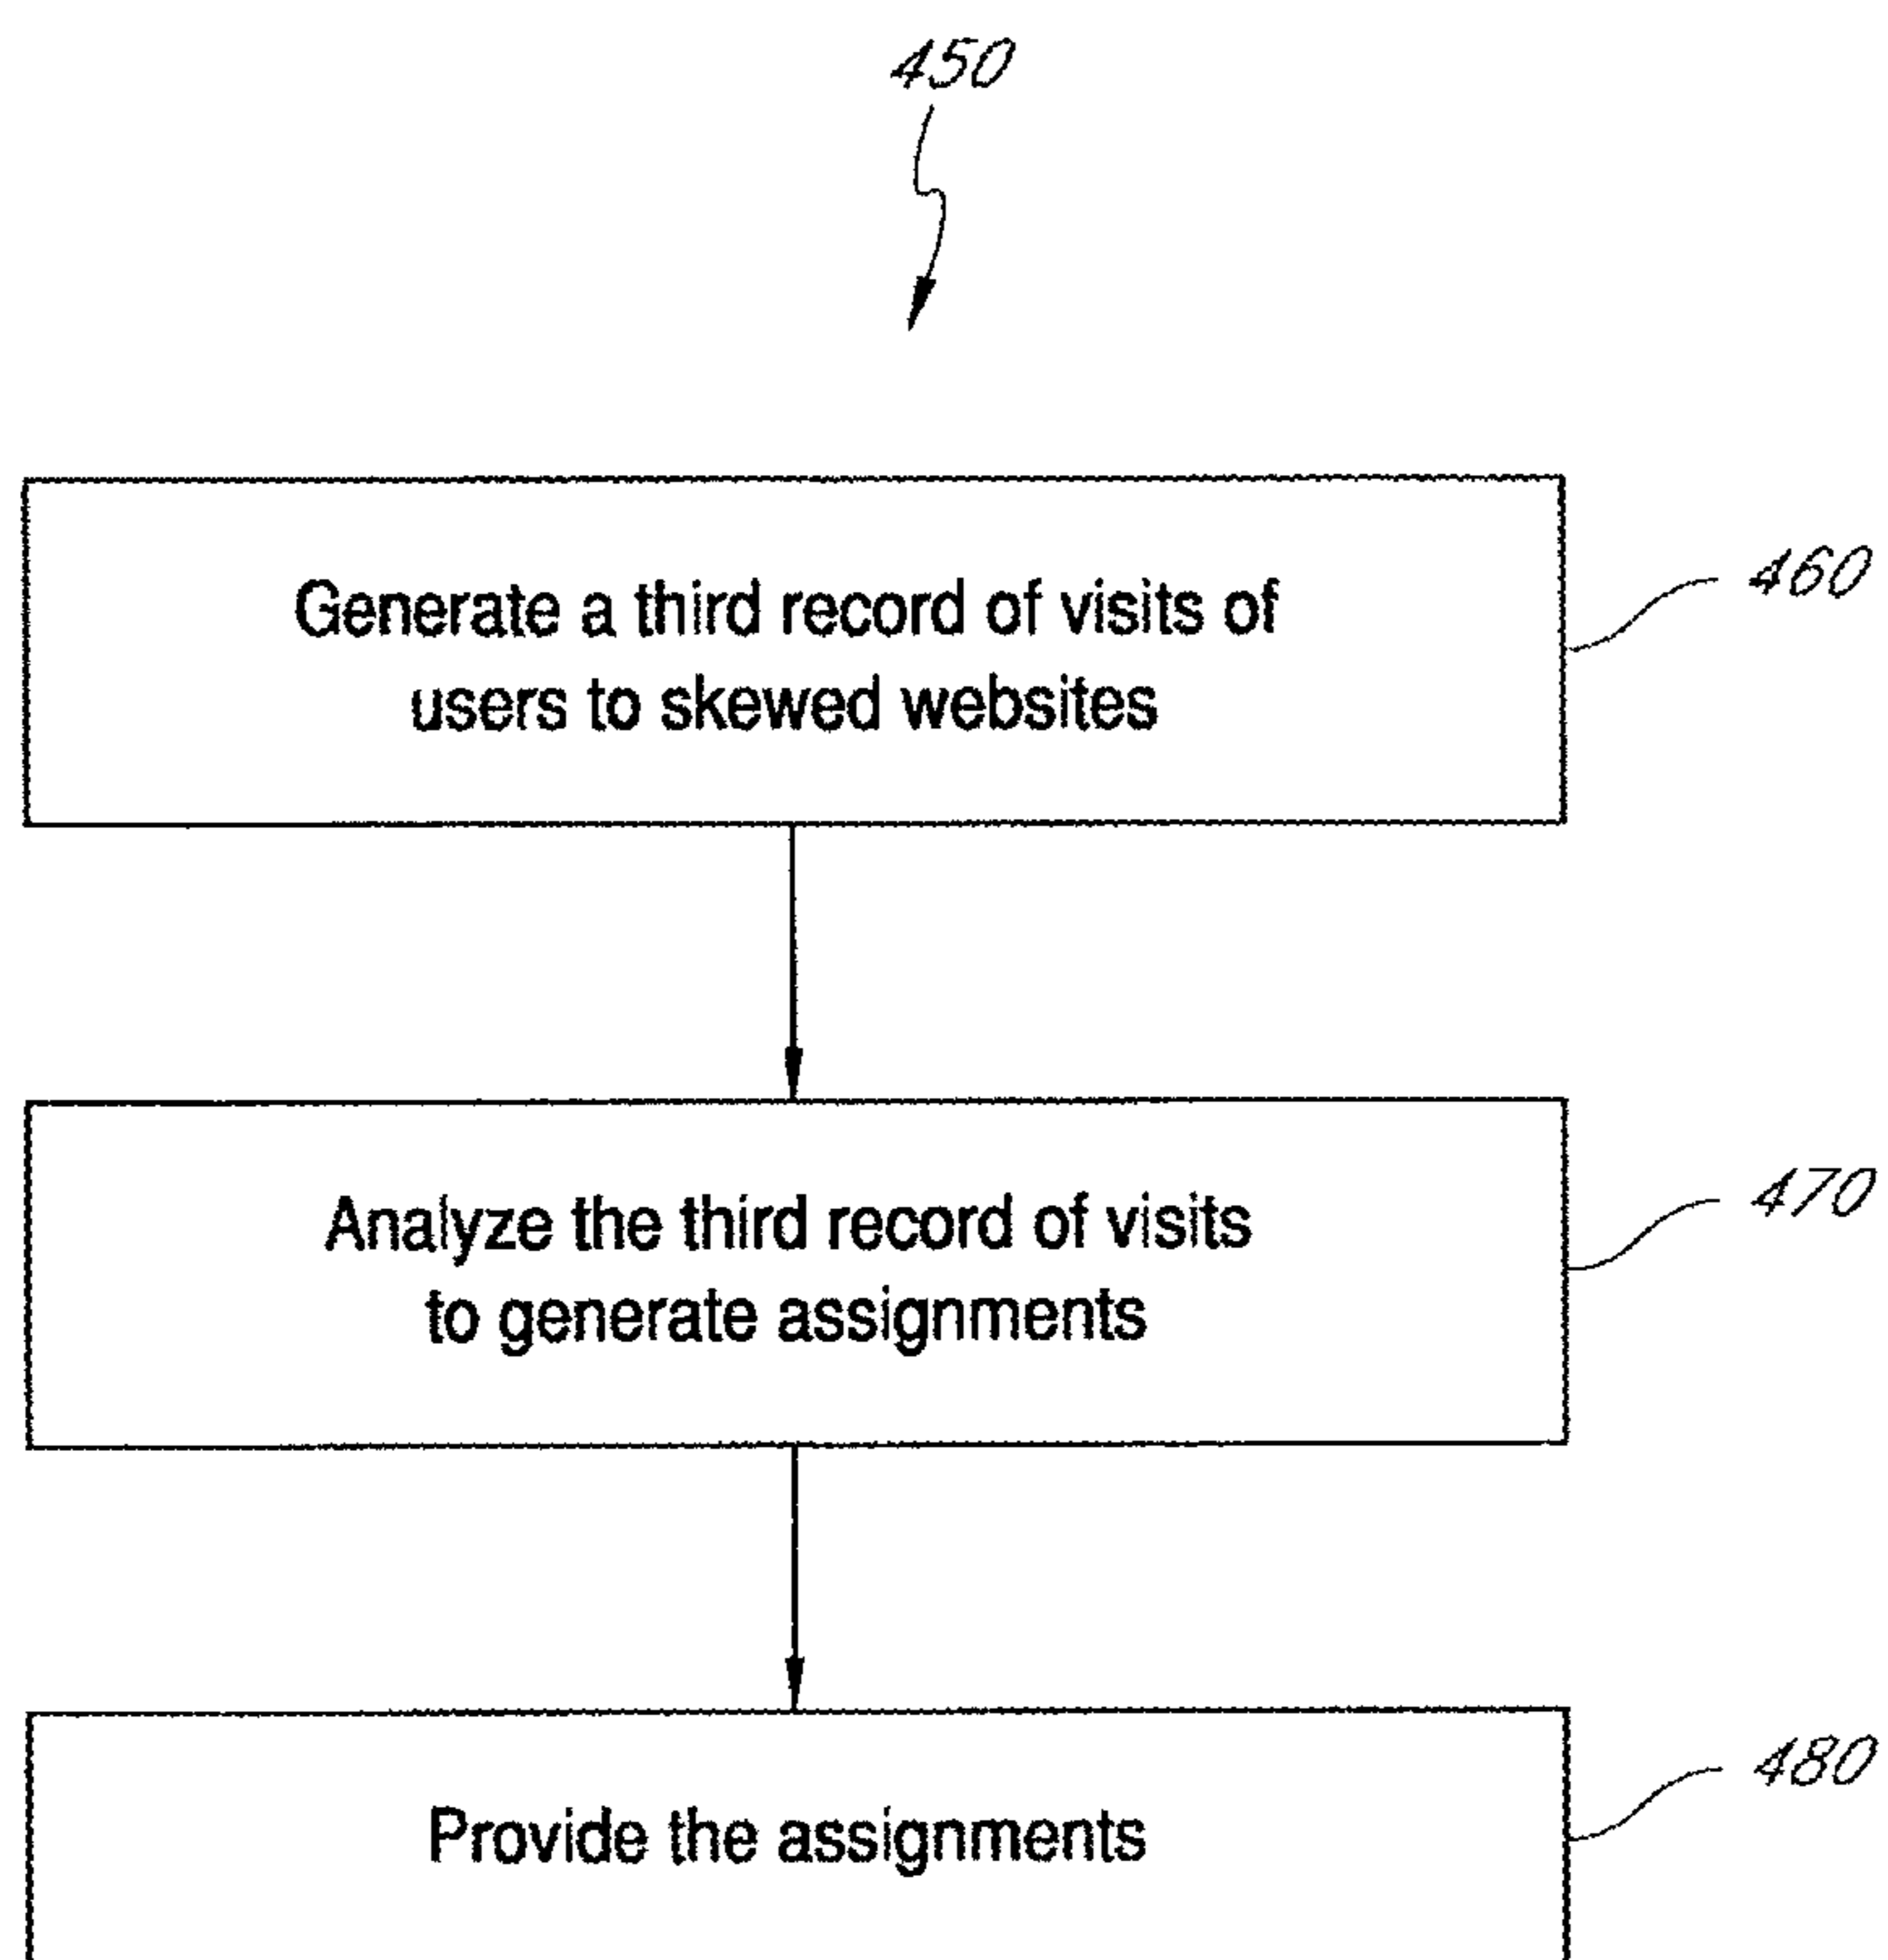 450
Generate a third record of visits of
users to skewed websites
460
Analyze the third record of visits
to generate assignments
470
Provide the assignments
480